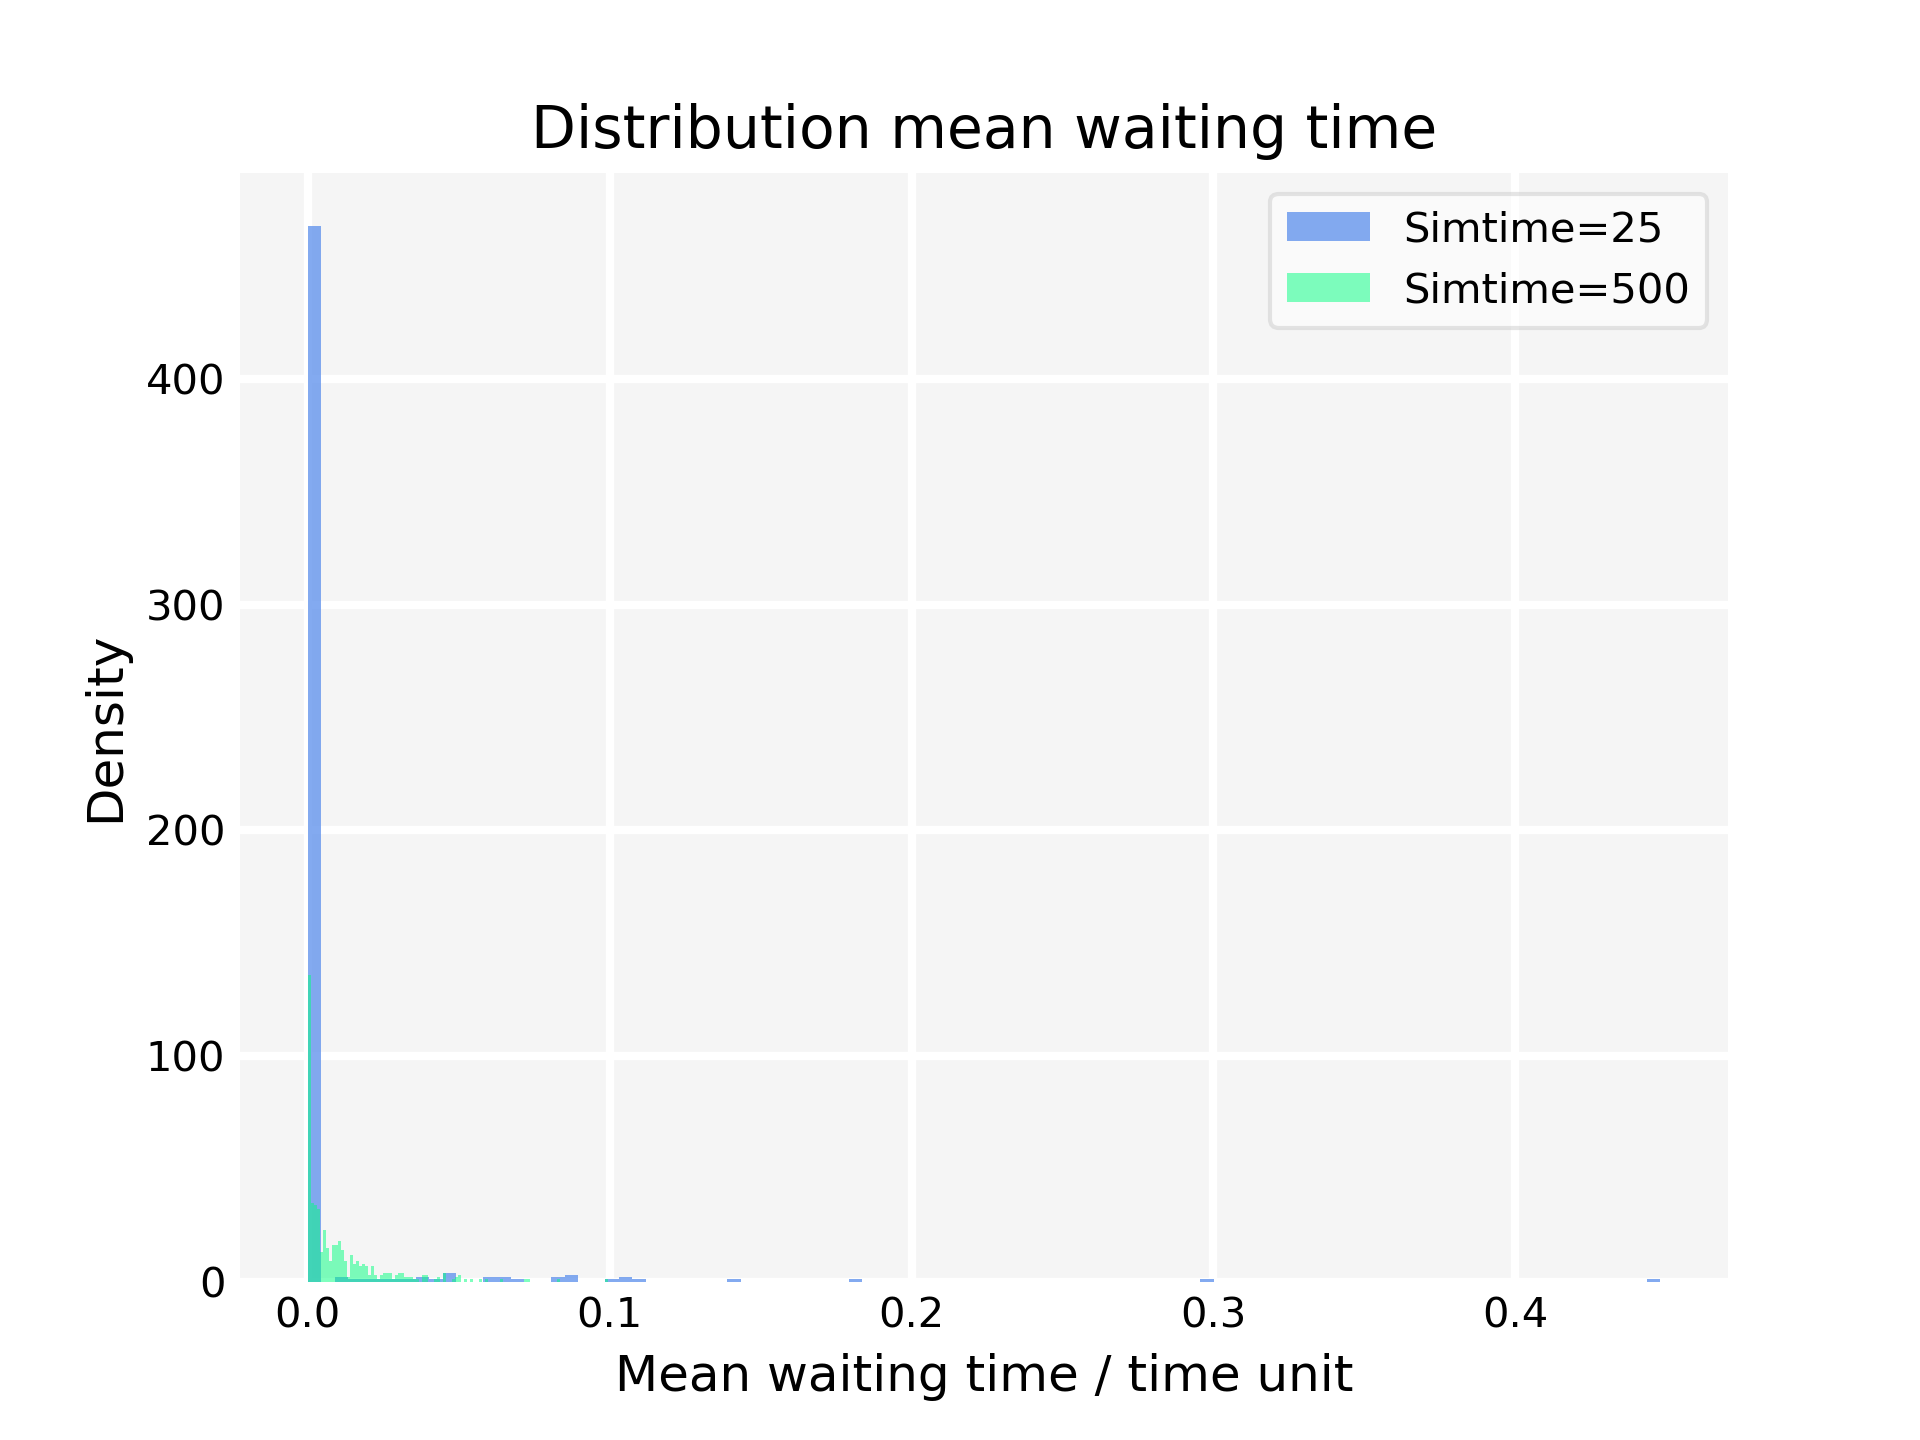 Distribution mean waiting time
Simtime=25
Simtime=500
400
300
200
100
0
Density
0.0 0.1 0.2 0.3 0.4
Mean waiting time / time unit